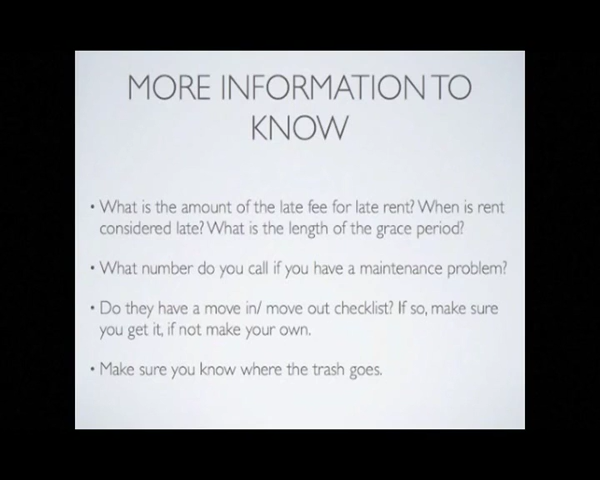 MORE INFORMATION TO
KNOW
• What is the amount of the late fee for late rent? When is rent
considered late? What is the length of the grace period?
• What number do you call if you have a maintenance problem?
• Do they have a move in/ move out checklist? If so, make sure
you get it, if not make your own.
• Make sure you know where the trash goes.